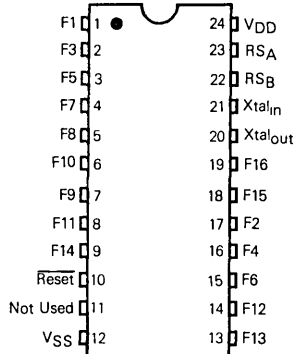 F1 1 24 VDD
F3 2 23 RSA
F5 3 22 RSB
F7 4 21 Xtalin
F8 5 20 Xtalout
F10 6 19 F16
F9 7 18 F15
F11 8 17 F2
F14 9 16 F4
Reset 10 15 F6
Not Used 11 14 F12
VSS 12 13 F13